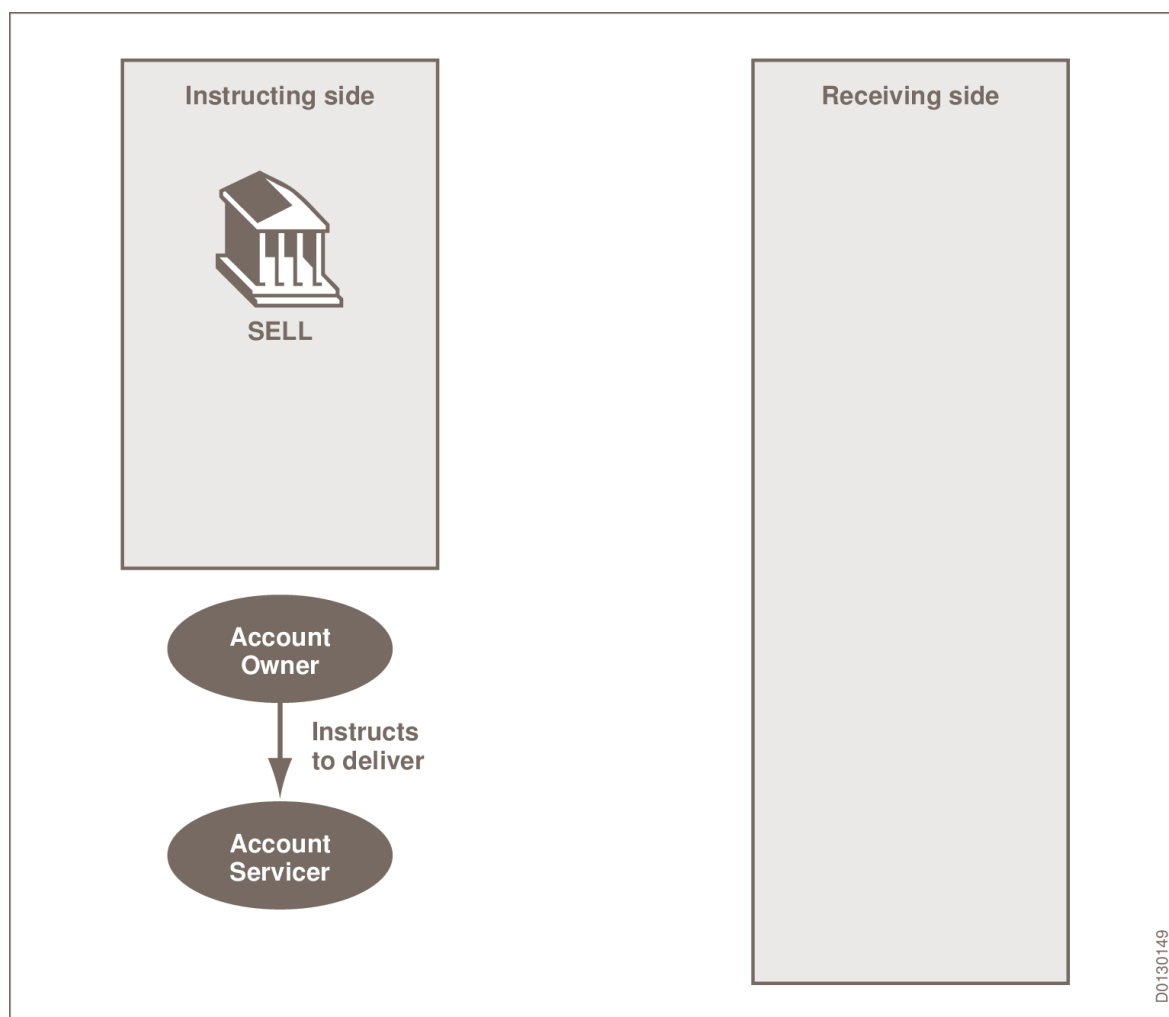 Instructing side
Receiving side
SELL
Account
Owner
Instructs
to deliver
Account
Servicer
D0130149